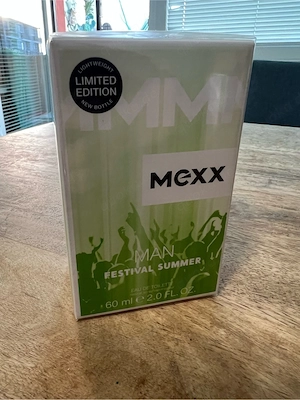 LIGHTWEIGHT
LIMITED
EDITION
NEW BOTTLE
MEXX
MAN
FESTIVAL SUMMER
60 ml e 2.0 FL. OZ.